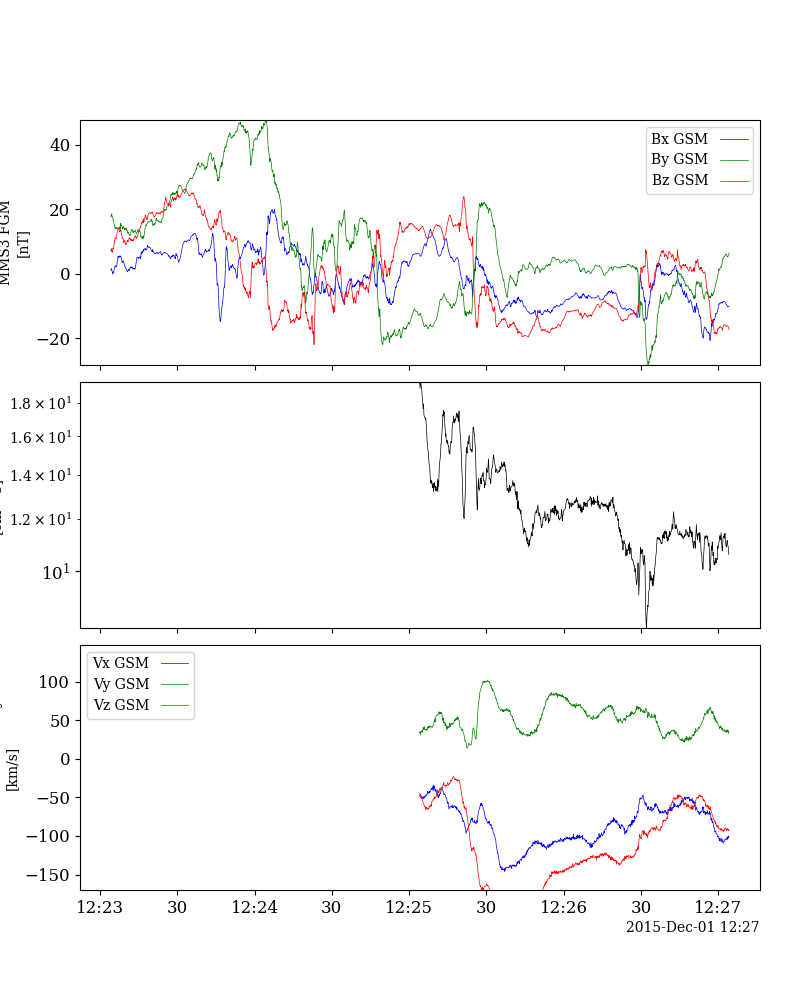 40
20
0
−20
MMS3 FGM
[nT]
Bx GSM
By GSM
Bz GSM
1.8 × 10¹
1.6 × 10¹
1.4 × 10¹
1.2 × 10¹
10¹
Vx GSM
Vy GSM
Vz GSM
100
50
0
−50
−100
−150
[km/s]
12:23 30 12:24 30 12:25 30 12:26 30 12:27
2015-Dec-01 12:27